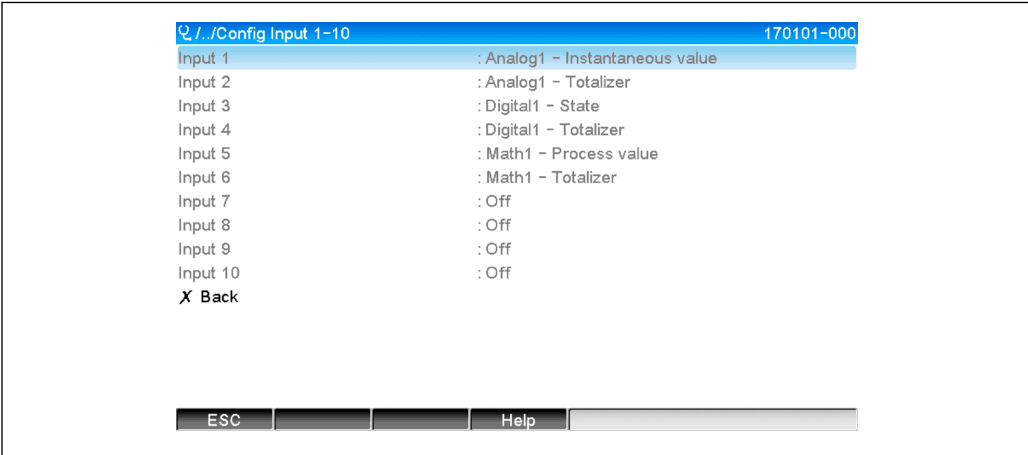 /../Config Input 1-10 170101-000
Input 1 : Analog1 - Instantaneous value
Input 2 : Analog1 - Totalizer
Input 3 : Digital1 - State
Input 4 : Digital1 - Totalizer
Input 5 : Math1 - Process value
Input 6 : Math1 - Totalizer
Input 7 : Off
Input 8 : Off
Input 9 : Off
Input 10 : Off
X Back
ESC Help